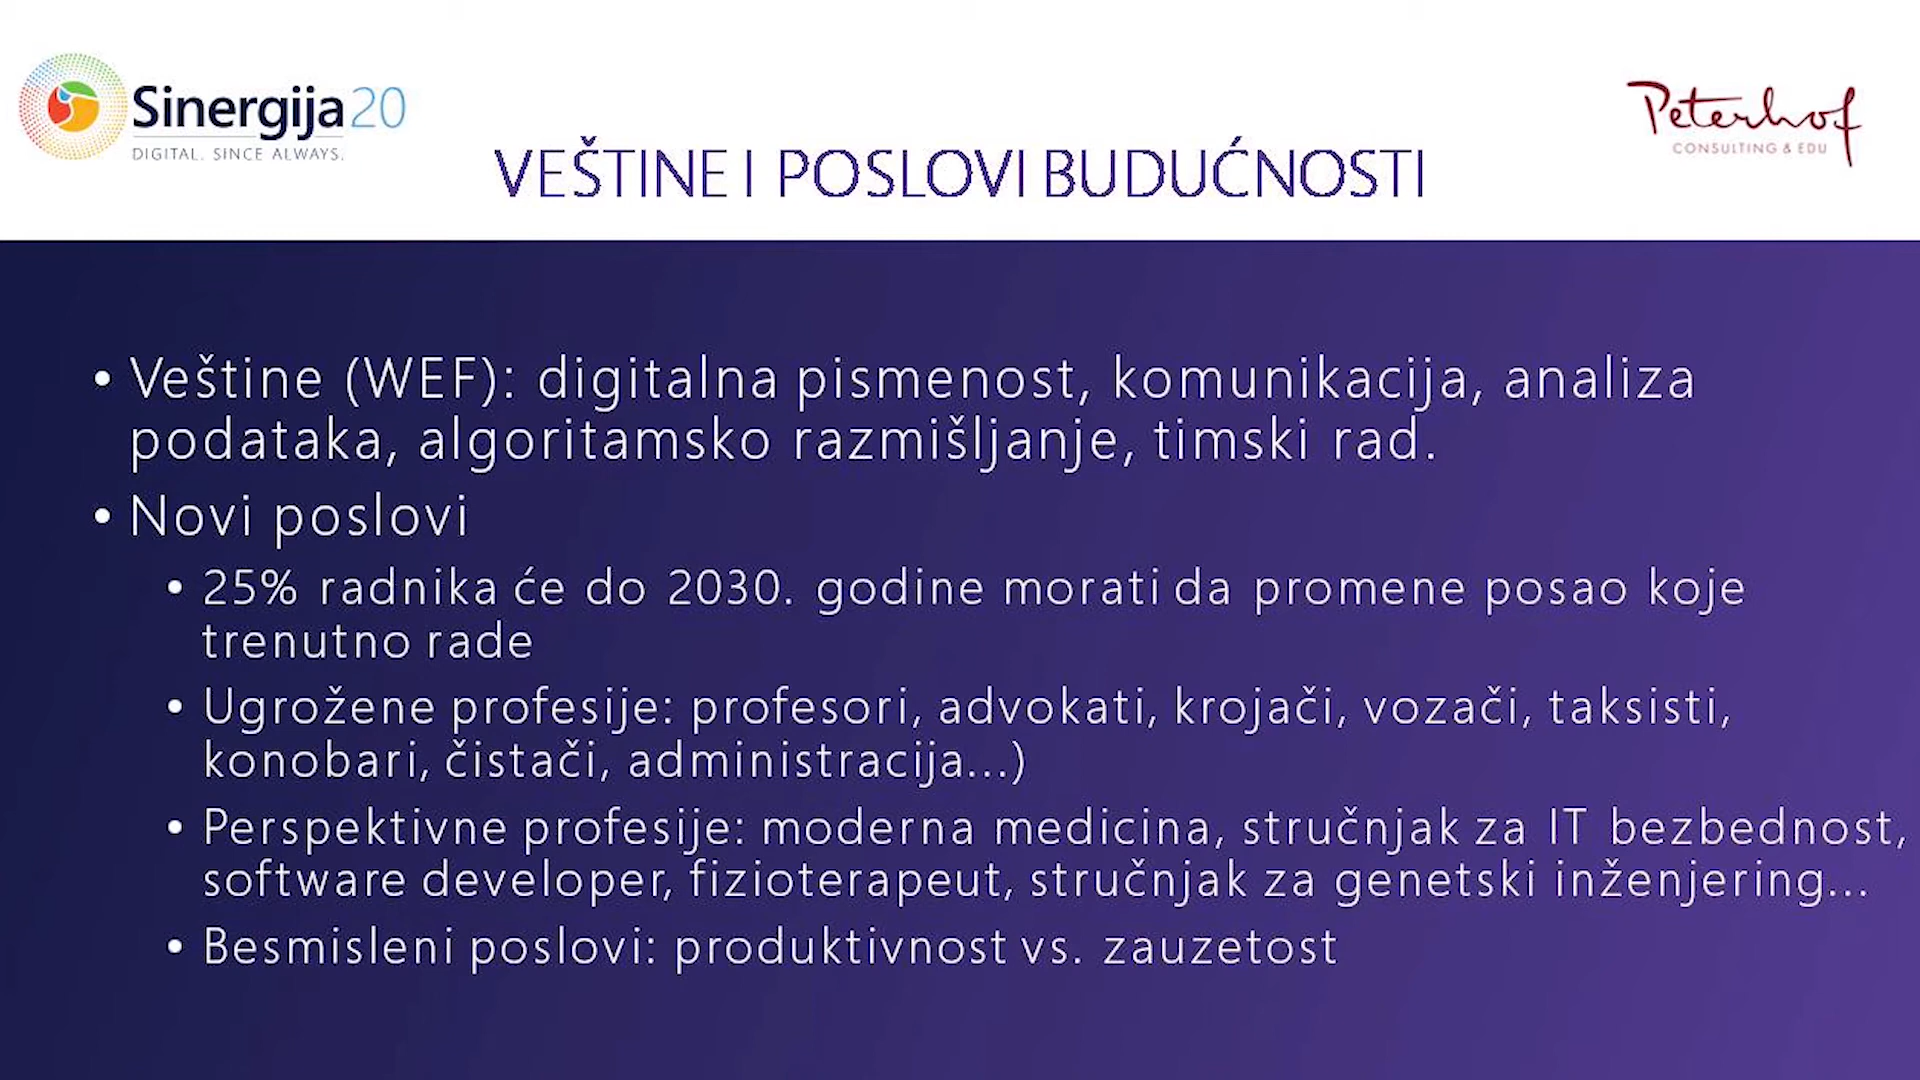 Sinergija20
DIGITAL. SINCE ALWAYS.
Peterhof
CONSULTING & EDU
VEŠTINE I POSLOVI BUDUĆNOSTI
• Veštine (WEF): digitalna pismenost, komunikacija, analiza
podataka, algoritamsko razmišljanje, timski rad.
• Novi poslovi
• 25% radnika će do 2030. godine morati da promene posao koje
trenutno rade
• Ugrožene profesije: profesori, advokati, krojači, vozači, taksisti,
konobari, čistači, administracija...)
• Perspektivne profesije: moderna medicina, stručnjak za IT bezbednost,
software developer, fizioterapeut, stručnjak za genetski inženjering...
• Besmisleni poslovi: produktivnost vs. zauzetost